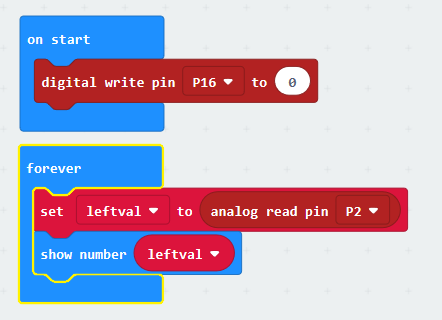 on start
digital write pin P16 to 0
forever
set leftval to analog read pin P2
show number leftval